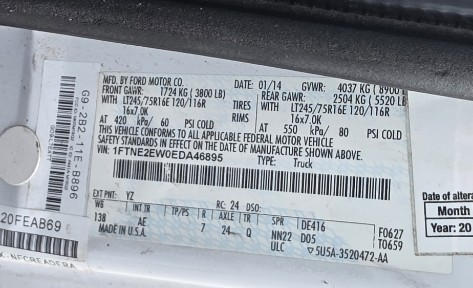 MFD. BY FORD MOTOR CO.
DATE: 01/14 GVWR: 4037 KG (8900 L
FRONT GAWR: 1724 KG (3800 LB)
REAR GAWR: 2504 KG (5520 LB
WITH LT245/75R16E 120/116R TIRES WITH LT245/75R16E 120/116R
16x7.0K RIMS 16x7.0K
AT 420 kPa/ 60 PSI COLD AT 550 kPa/ 80 PSI COLD
THIS VEHICLE CONFORMS TO ALL APPLICABLE FEDERAL MOTOR VEHICLE
SAFETY STANDARDS IN EFFECT ON THE DATE OF MANUFACTURE SHOWN ABOVE.
VIN: 1FTNE2EW0EDA46895
TYPE: Truck
EXT PNT: YZ RC: 24 DSO:
WB INT TR TP/PS R AXLE TR SPR DE416 F0627
138 AE 7 24 Q NN22 D05 T0659
MADE IN U.S.A. ULC 5U5A-3520472-AA
G9-2B2-11E-B896
20FEAB69
Date of altera
Month
Year: 20